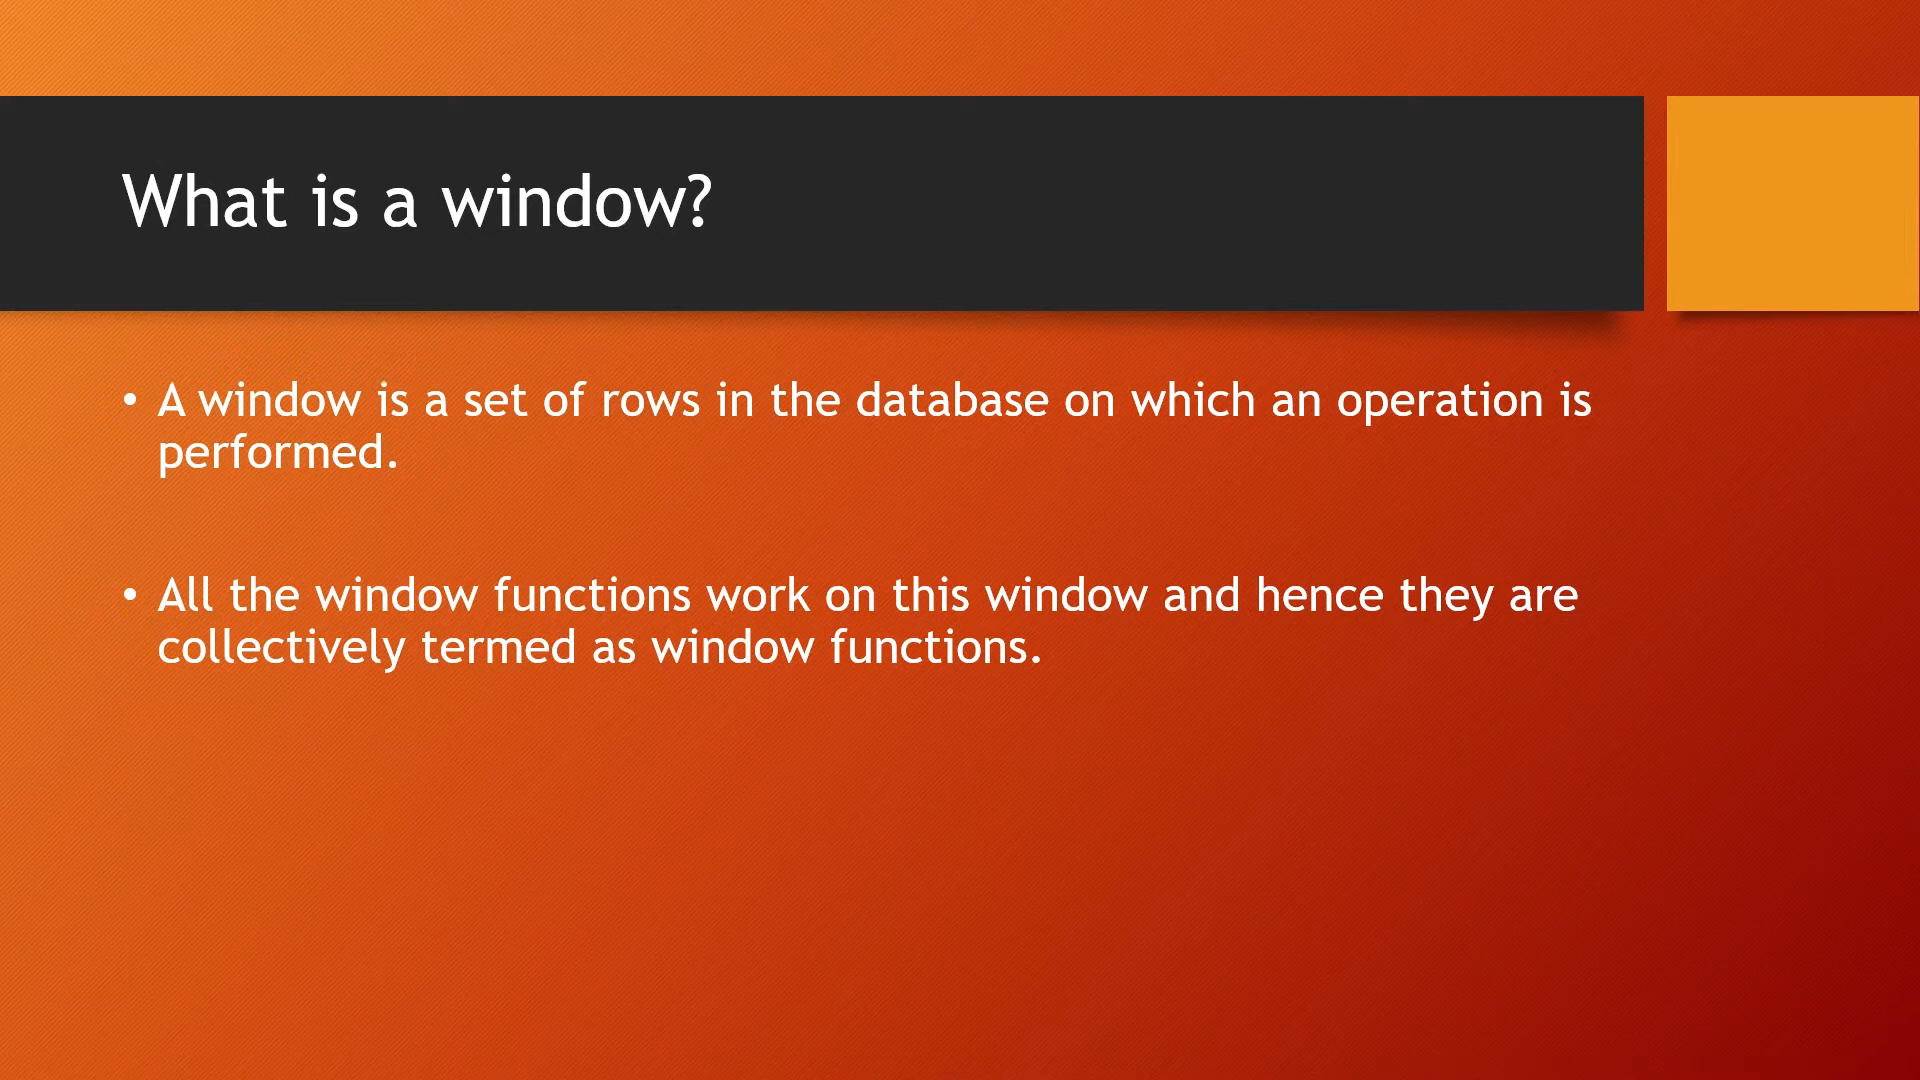 What is a window?
• A window is a set of rows in the database on which an operation is
performed.
• All the window functions work on this window and hence they are
collectively termed as window functions.